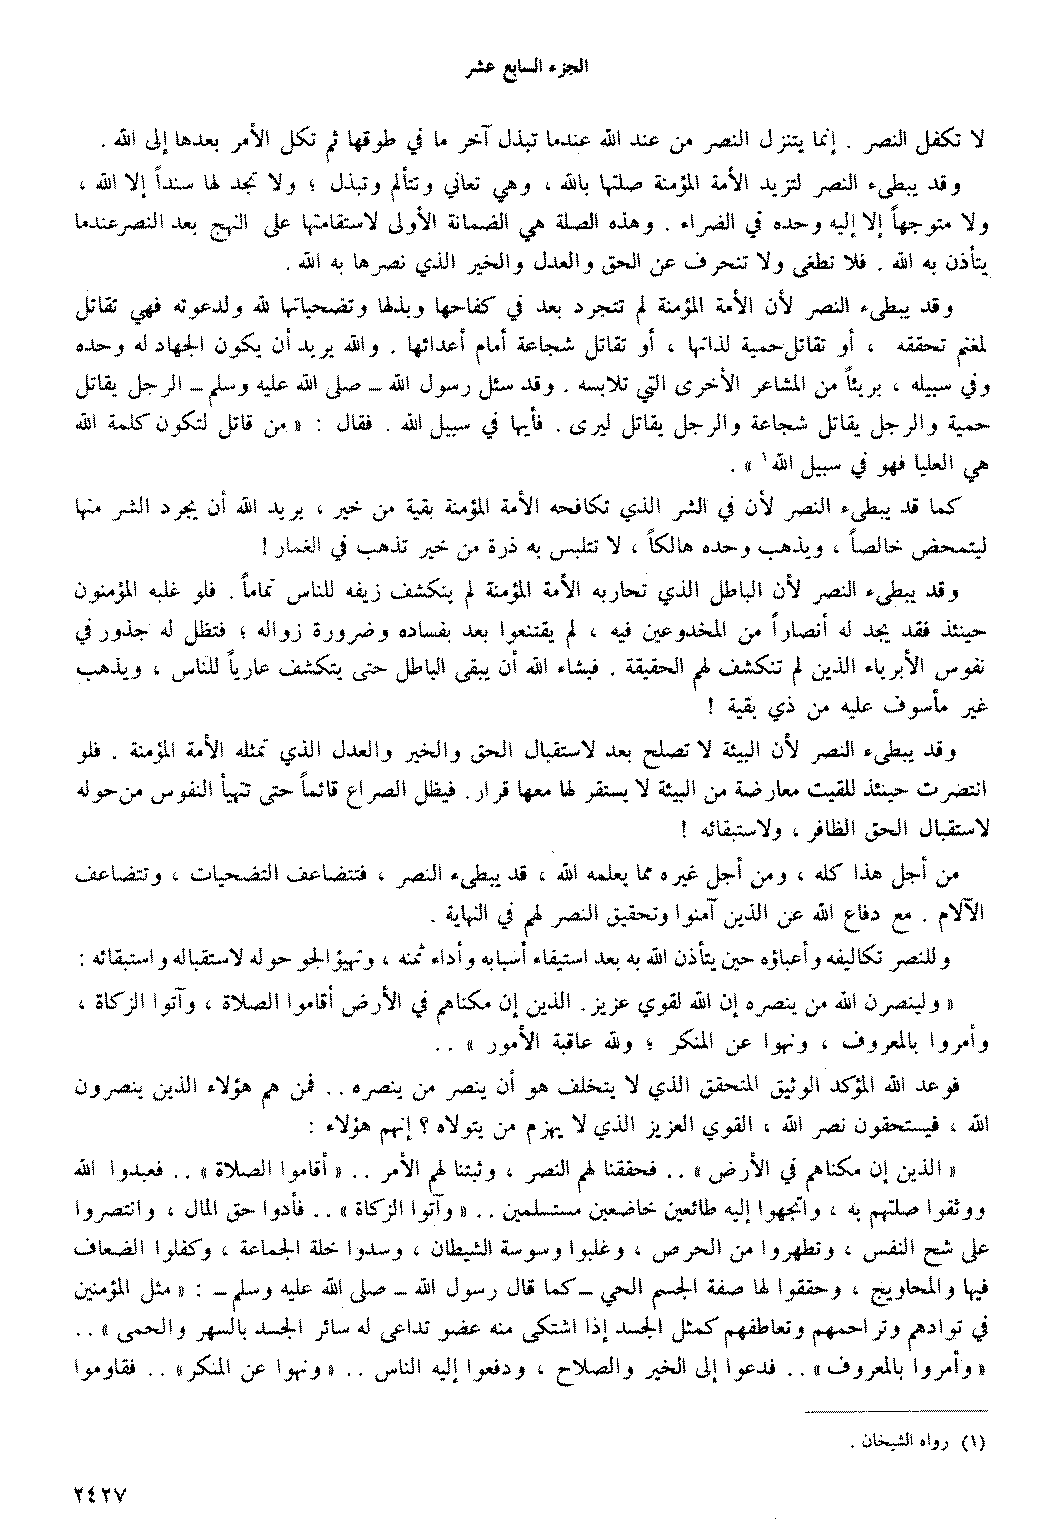 الجزء السابع عشر
لا تكفل النصر . إنما يتنزل النصر من عند الله عندما تبذل آخر ما في طوقها ثم تكل الأمر بعدها إلى الله .
وقد يبطىء النصر لتزيد الأمة المؤمنة صلتها بالله ، وهي تعاني وتتألم وتبذل ؛ ولا تجد لها سنداً إلا الله ،
ولا متوجهاً إلا إليه وحده في الضراء . وهذه الصلة هي الضمانة الأولى لاستقامتها على النهج بعد النصر عندما
يتأذن به الله . فلا تطغى ولا تنحرف عن الحق والعدل والخير الذي نصرها به الله .
وقد يبطىء النصر لأن الأمة المؤمنة لم تتجرد بعد في كفاحها وبذلها وتضحياتها لله ولدعوته فهي تقاتل
لمغنم تحققه ، أو تقاتل حمية لذاتها ، أو تقاتل شجاعة أمام أعدائها . والله يريد أن يكون الجهاد له وحده
وفي سبيله ، بريئاً من المشاعر الأخرى التي تلابسه . وقد سئل رسول الله – صلى الله عليه وسلم – الرجل يقاتل
حمية والرجل يقاتل شجاعة والرجل يقاتل ليرى . فأيها في سبيل الله . فقال : « من قاتل لتكون كلمة الله
هي العليا فهو في سبيل الله ١ » .
كما قد يبطىء النصر لأن في الشر الذي تكافحه الأمة المؤمنة بقية من خير ، يريد الله أن يجرد الشر منها
ليتمحض خالصاً ، ويذهب وحده هالكاً ، لا تتلبس به ذرة من خير تذهب في الغمار !
وقد يبطىء النصر لأن الباطل الذي تحاربه الأمة المؤمنة لم ينكشف زيفه للناس تماماً . فلو غلبه المؤمنون
حينئذ فقد يجد له أنصاراً من المخدوعين فيه ، لم يقتنعوا بعد بفساده وضرورة زواله ؛ فتظل له جذور في
نفوس الأبرياء الذين لم تنكشف لهم الحقيقة . فيشاء الله أن يبقى الباطل حتى يتكشف عارياً للناس ، ويذهب
غير مأسوف عليه من ذي بقية !
وقد يبطىء النصر لأن البيئة لا تصلح بعد لاستقبال الحق والخير والعدل الذي تمثله الأمة المؤمنة . فلو
انتصرت حينئذ للقيت معارضة من البيئة لا يستقر لها معها قرار . فيظل الصراع قائماً حتى تتهيأ النفوس من حوله
لاستقبال الحق الظافر ، ولاستبقائه !
من أجل هذا كله ، ومن أجل غيره مما يعلمه الله ، قد يبطىء النصر ، فتتضاعف التضحيات ، وتتضاعف
الآلام . مع دفاع الله عن الذين آمنوا وتحقيق النصر لهم في النهاية .
وللنصر تكاليفه وأعباؤه حين يتأذن الله به بعد استيفاء أسبابه وأداء ثمنه ، وتهيؤ الجو حوله لاستقباله واستبقائه :
« ولينصرن الله من ينصره إن الله لقوي عزيز . الذين إن مكناهم في الأرض أقاموا الصلاة ، وآتوا الزكاة ،
وأمروا بالمعروف ، ونهوا عن المنكر ؛ ولله عاقبة الأمور » ..
فوعد الله المؤكد الوثيق المتحقق الذي لا يتخلف هو أن ينصر من ينصره .. فمن هم هؤلاء الذين ينصرون
الله ، فيستحقون نصر الله ، القوي العزيز الذي لا يهزم من يتولاه ؟ إنهم هؤلاء :
« الذين إن مكناهم في الأرض » .. فحققنا لهم النصر ، وثبتنا لهم الأمر .. « أقاموا الصلاة » .. فعبدوا الله
ووثقوا صلتهم به ، واتجهوا إليه طائعين خاضعين مستسلمين .. « وآتوا الزكاة » .. فأدوا حق المال ، وانتصروا
على شح النفس ، وتطهروا من الحرص ، وغلبوا وسوسة الشيطان ، وسدوا خلة الجماعة ، وكفلوا الضعاف
فيها والمحاويج ، وحققوا لها صفة الجسم الحي – كما قال رسول الله – صلى الله عليه وسلم – : « مثل المؤمنين
في توادهم وتراحمهم وتعاطفهم كمثل الجسد إذا اشتكى منه عضو تداعى له سائر الجسد بالسهر والحمى » ..
« وأمروا بالمعروف » .. فدعوا إلى الخير والصلاح ، ودفعوا إليه الناس .. « ونهوا عن المنكر » .. فقاوموا
(١) رواه الشيخان .
٢٤٢٧